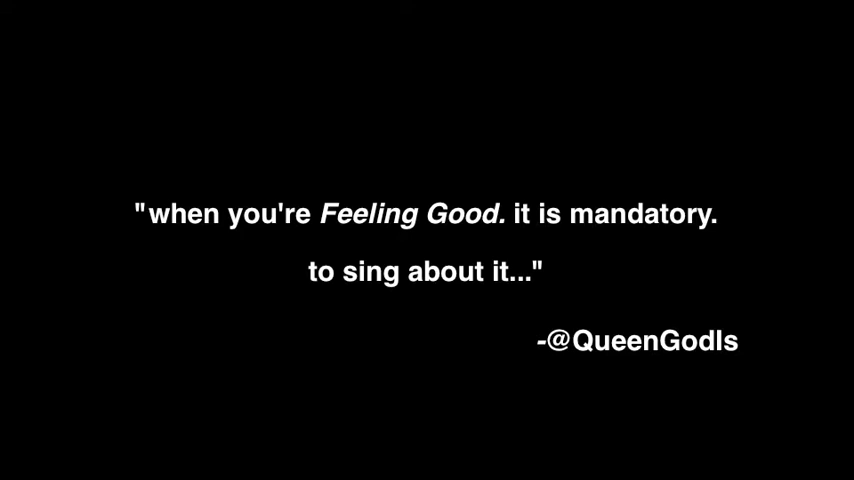 "when you're Feeling Good. it is mandatory.
to sing about it..."
-@QueenGodIs